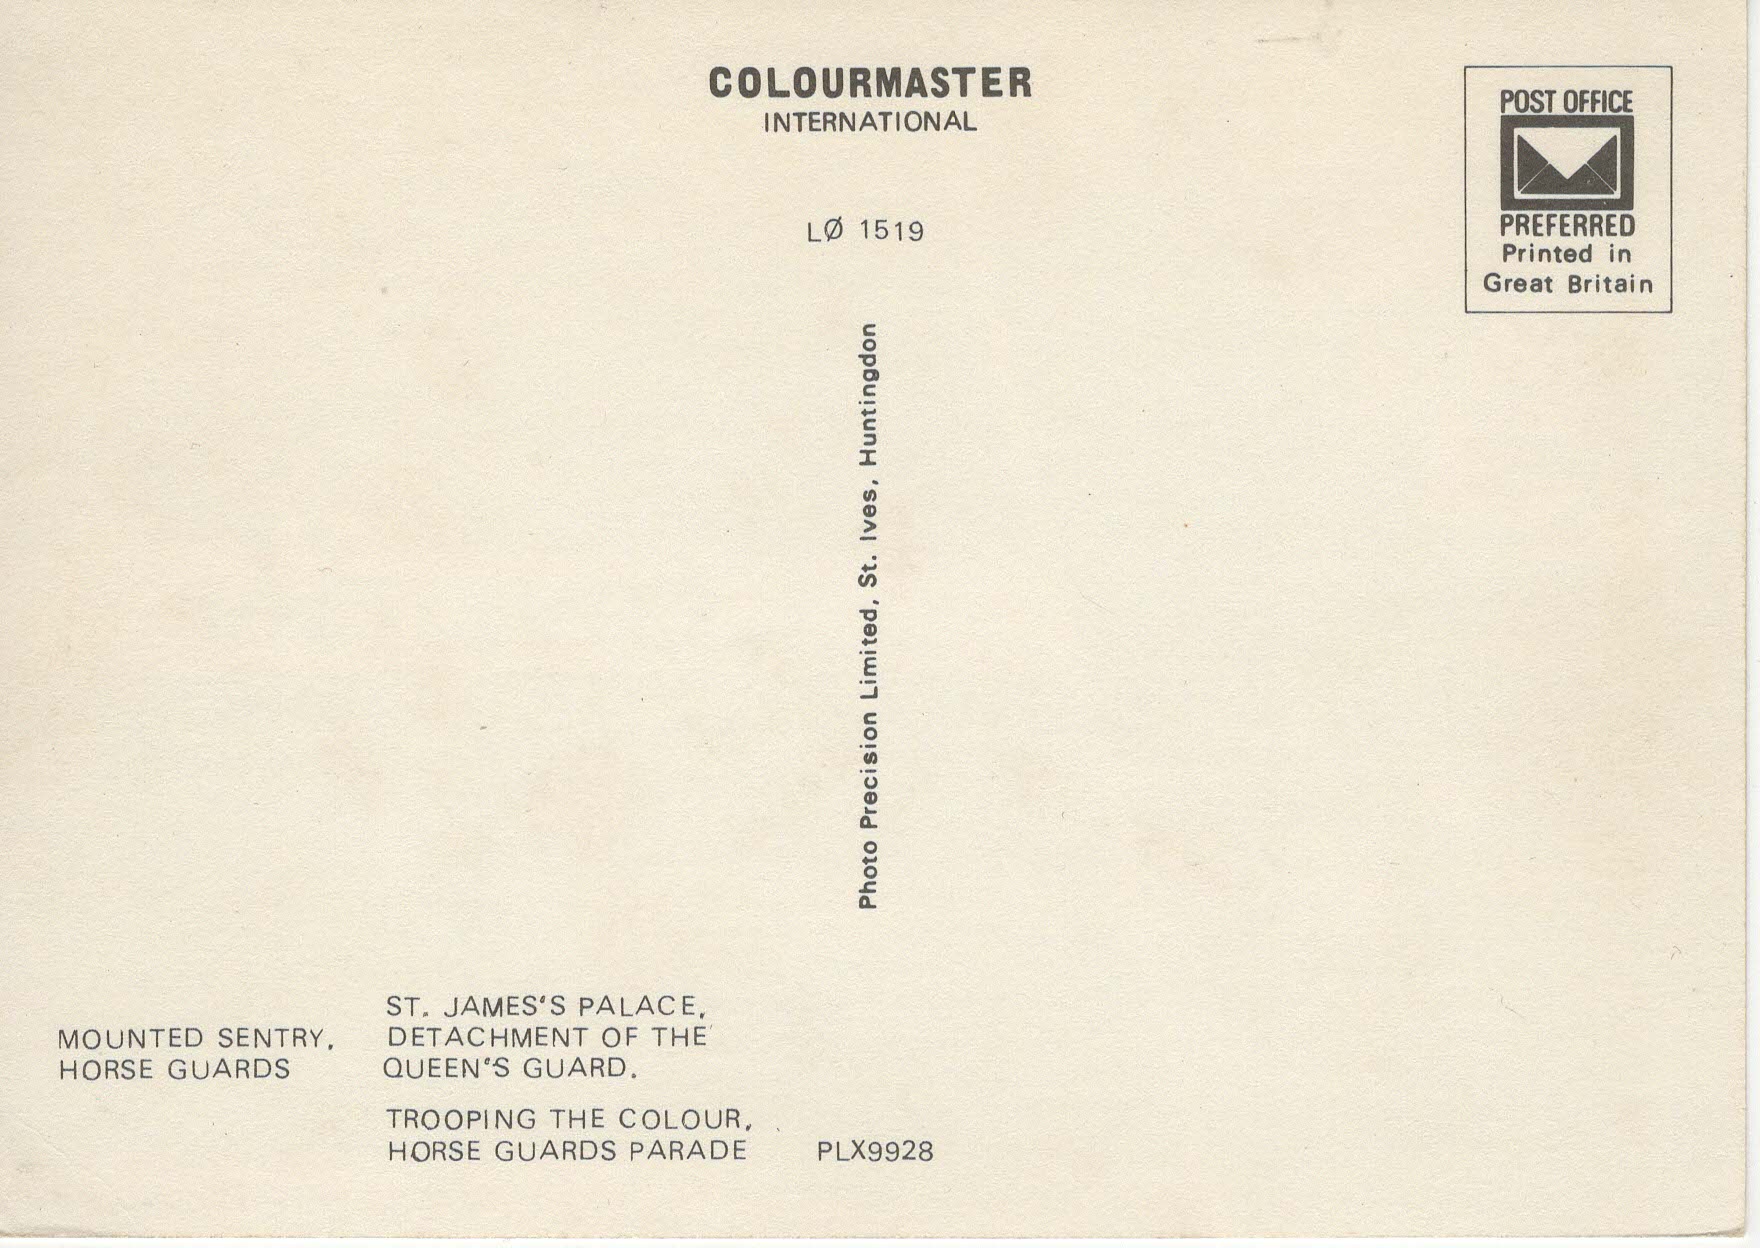 COLOURMASTER
INTERNATIONAL
LØ 1519
POST OFFICE
PREFERRED
Printed in
Great Britain
Photo Precision Limited, St. Ives, Huntingdon
MOUNTED SENTRY,
HORSE GUARDS
ST. JAMES'S PALACE,
DETACHMENT OF THE
QUEEN'S GUARD.
TROOPING THE COLOUR,
HORSE GUARDS PARADE
PLX9928